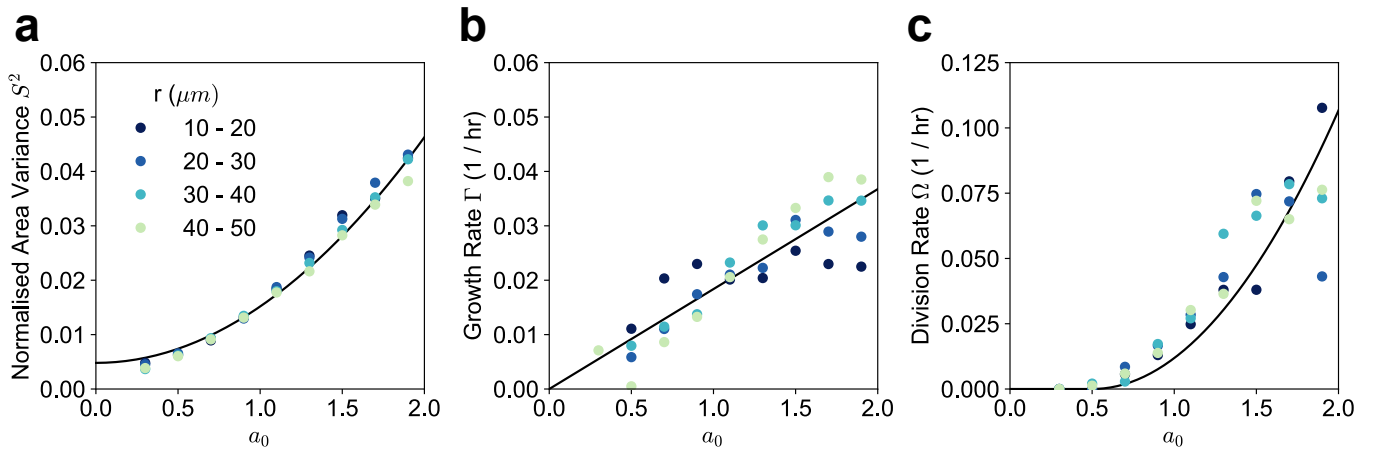 a
Normalised Area Variance S²
0.06
0.05
0.04
0.03
0.02
0.01
0.00
r (μm)
10 - 20
20 - 30
30 - 40
40 - 50
0.0 0.5 1.0 1.5 2.0
a₀
b
Growth Rate Γ (1 / hr)
0.06
0.05
0.04
0.03
0.02
0.01
0.00
0.0 0.5 1.0 1.5 2.0
a₀
c
Division Rate Ω (1 / hr)
0.125
0.100
0.075
0.050
0.025
0.000
0.0 0.5 1.0 1.5 2.0
a₀